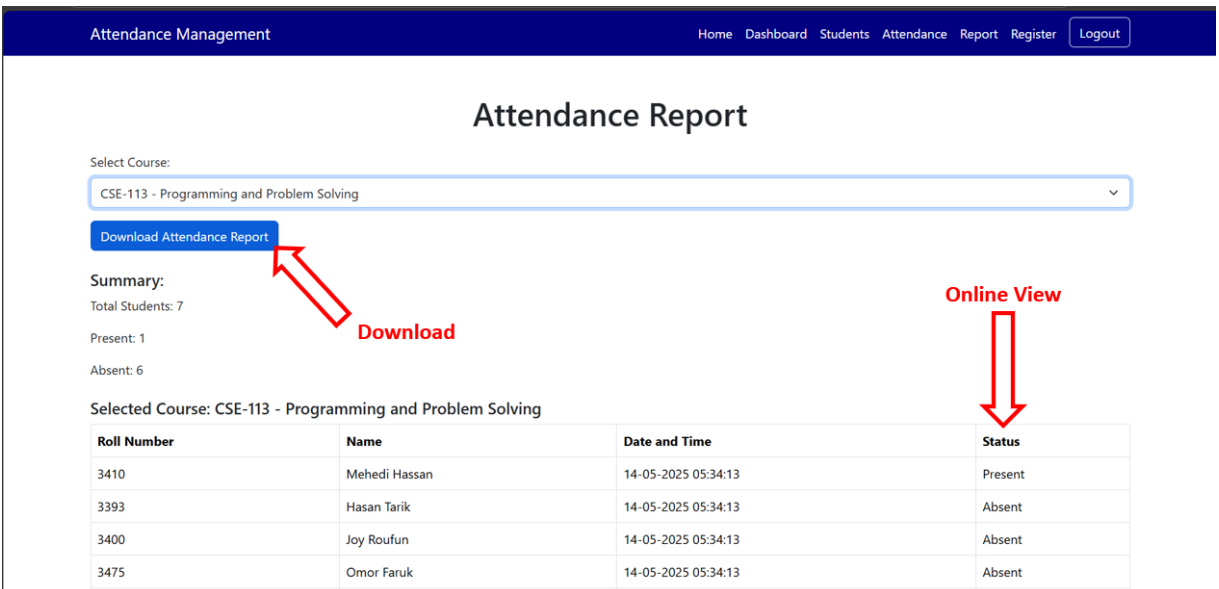 Attendance Management Home Dashboard Students Attendance Report Register Logout
Attendance Report
Select Course:
CSE-113 - Programming and Problem Solving
Download Attendance Report
Summary:
Total Students: 7
Online View
Download
Present: 1
Absent: 6
Selected Course: CSE-113 - Programming and Problem Solving
Roll Number Name Date and Time Status
3410 Mehedi Hassan 14-05-2025 05:34:13 Present
3393 Hasan Tarik 14-05-2025 05:34:13 Absent
3400 Joy Roufun 14-05-2025 05:34:13 Absent
3475 Omor Faruk 14-05-2025 05:34:13 Absent